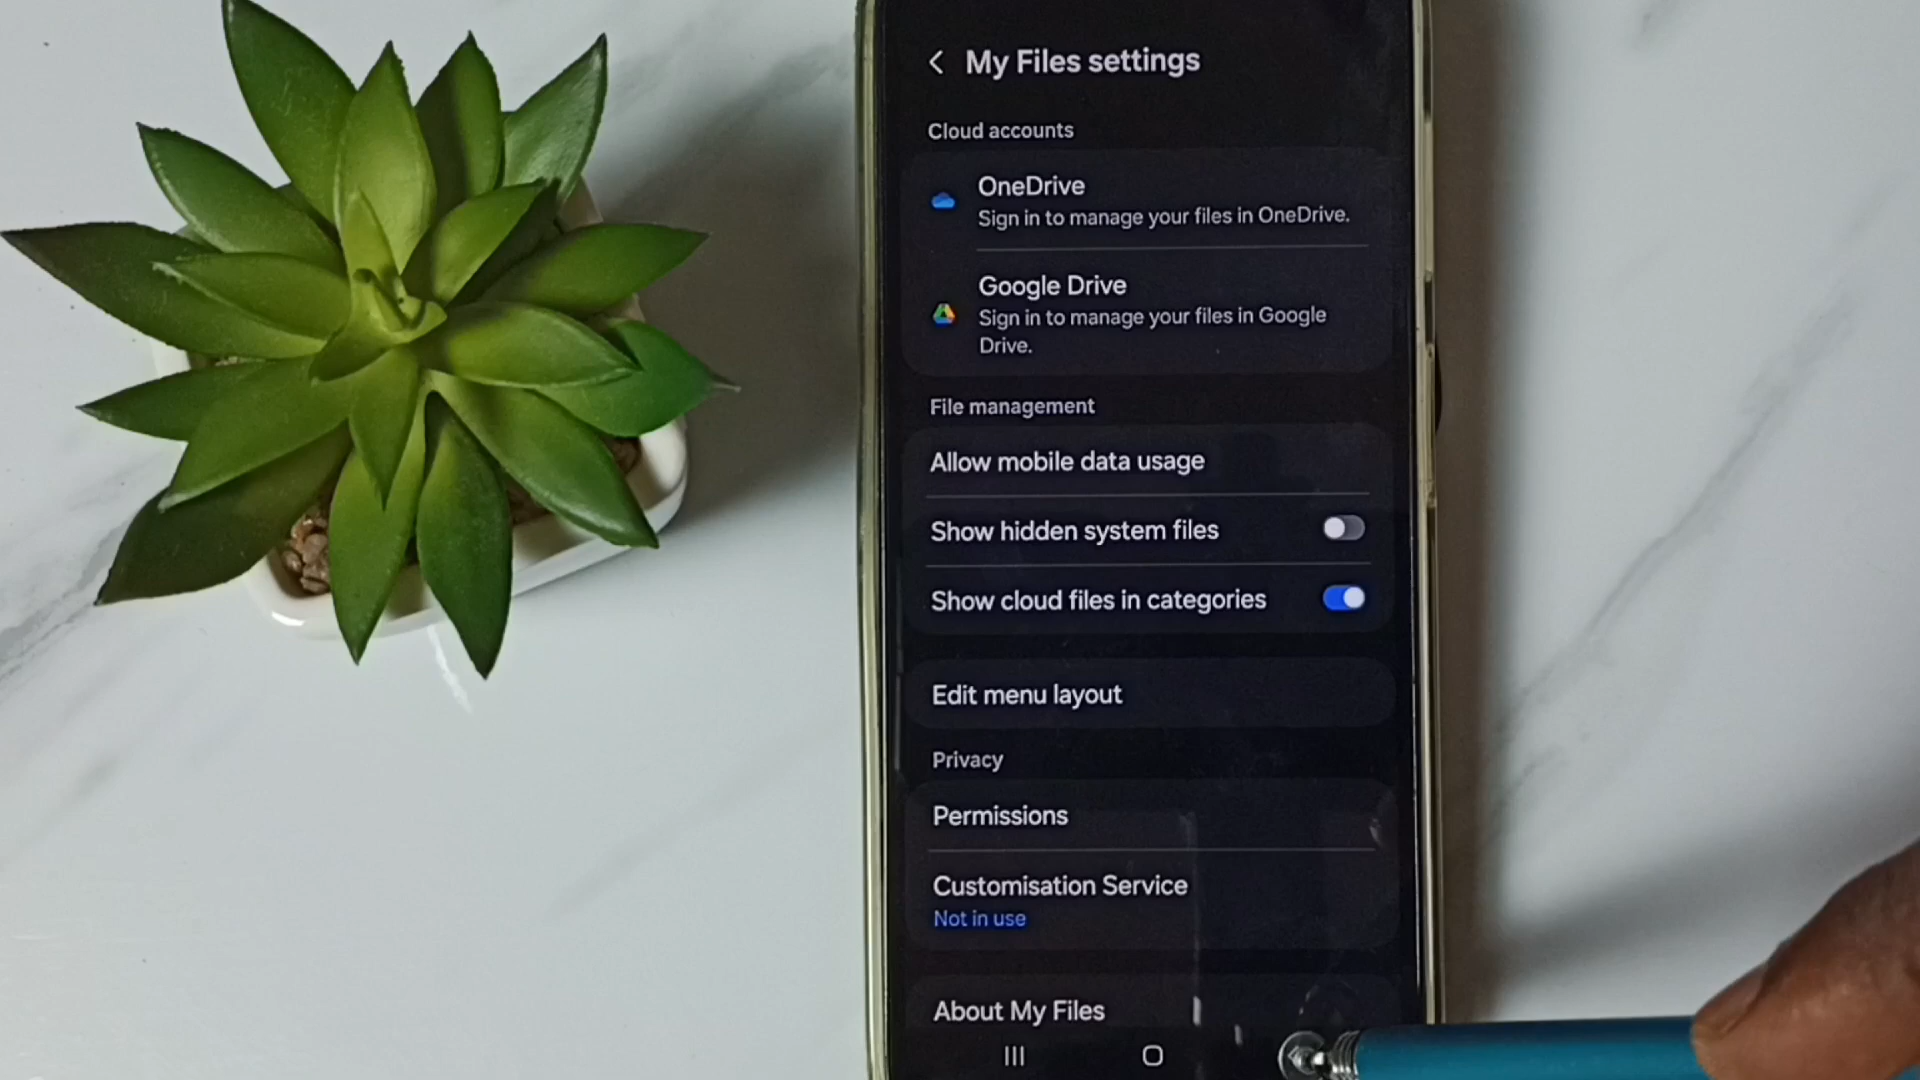 My Files settings
Cloud accounts
OneDrive
Sign in to manage your files in OneDrive.
Google Drive
Sign in to manage your files in Google
Drive.
File management
Allow mobile data usage
Show hidden system files
Show cloud files in categories
Edit menu layout
Privacy
Permissions
Customisation Service
Not in use
About My Files